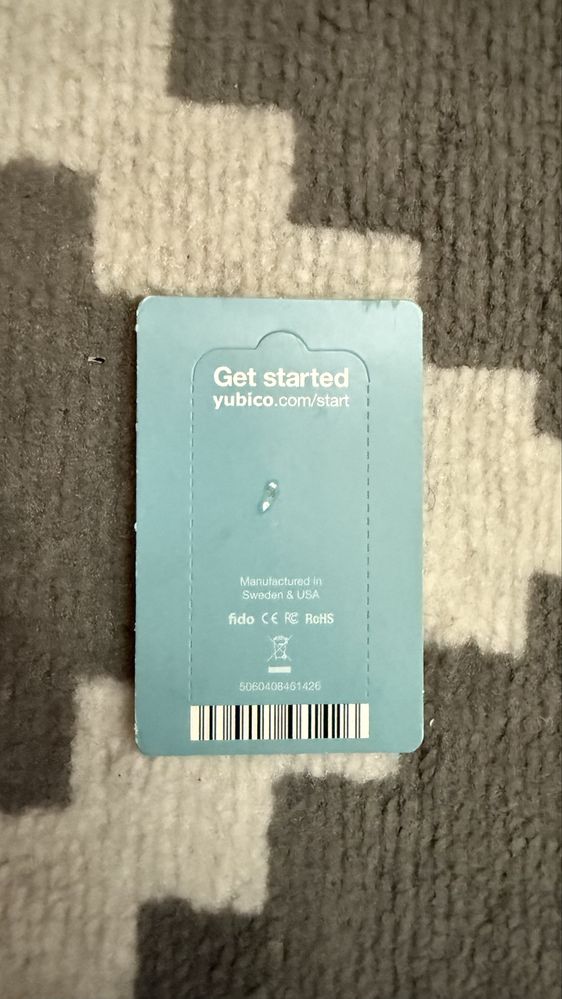 Get started
yubico.com/start
Manufactured in
Sweden & USA
fido CE FC RoHS
5060408461426